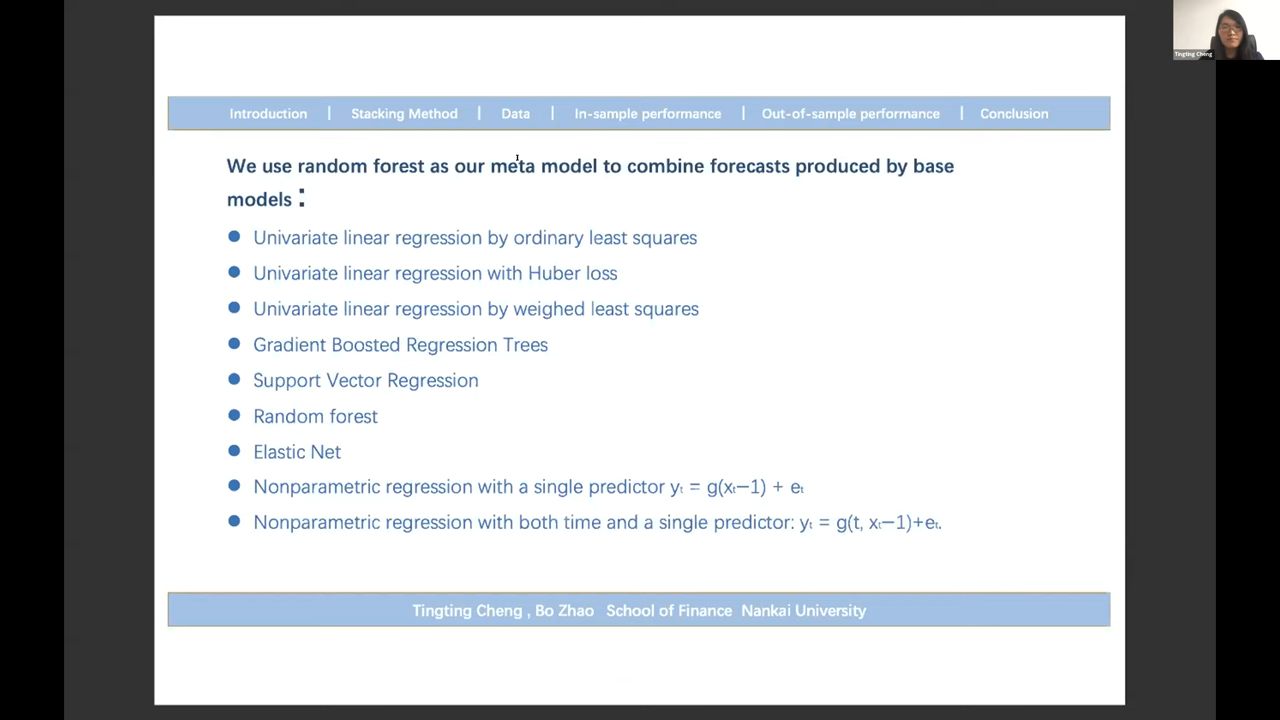 Tingting Cheng
Introduction | Stacking Method | Data | In-sample performance | Out-of-sample performance | Conclusion
We use random forest as our meta model to combine forecasts produced by base
models :
● Univariate linear regression by ordinary least squares
● Univariate linear regression with Huber loss
● Univariate linear regression by weighed least squares
● Gradient Boosted Regression Trees
● Support Vector Regression
● Random forest
● Elastic Net
● Nonparametric regression with a single predictor yₜ = g(xₜ−1) + eₜ
● Nonparametric regression with both time and a single predictor: yₜ = g(t, xₜ−1)+eₜ.
Tingting Cheng , Bo Zhao School of Finance Nankai University